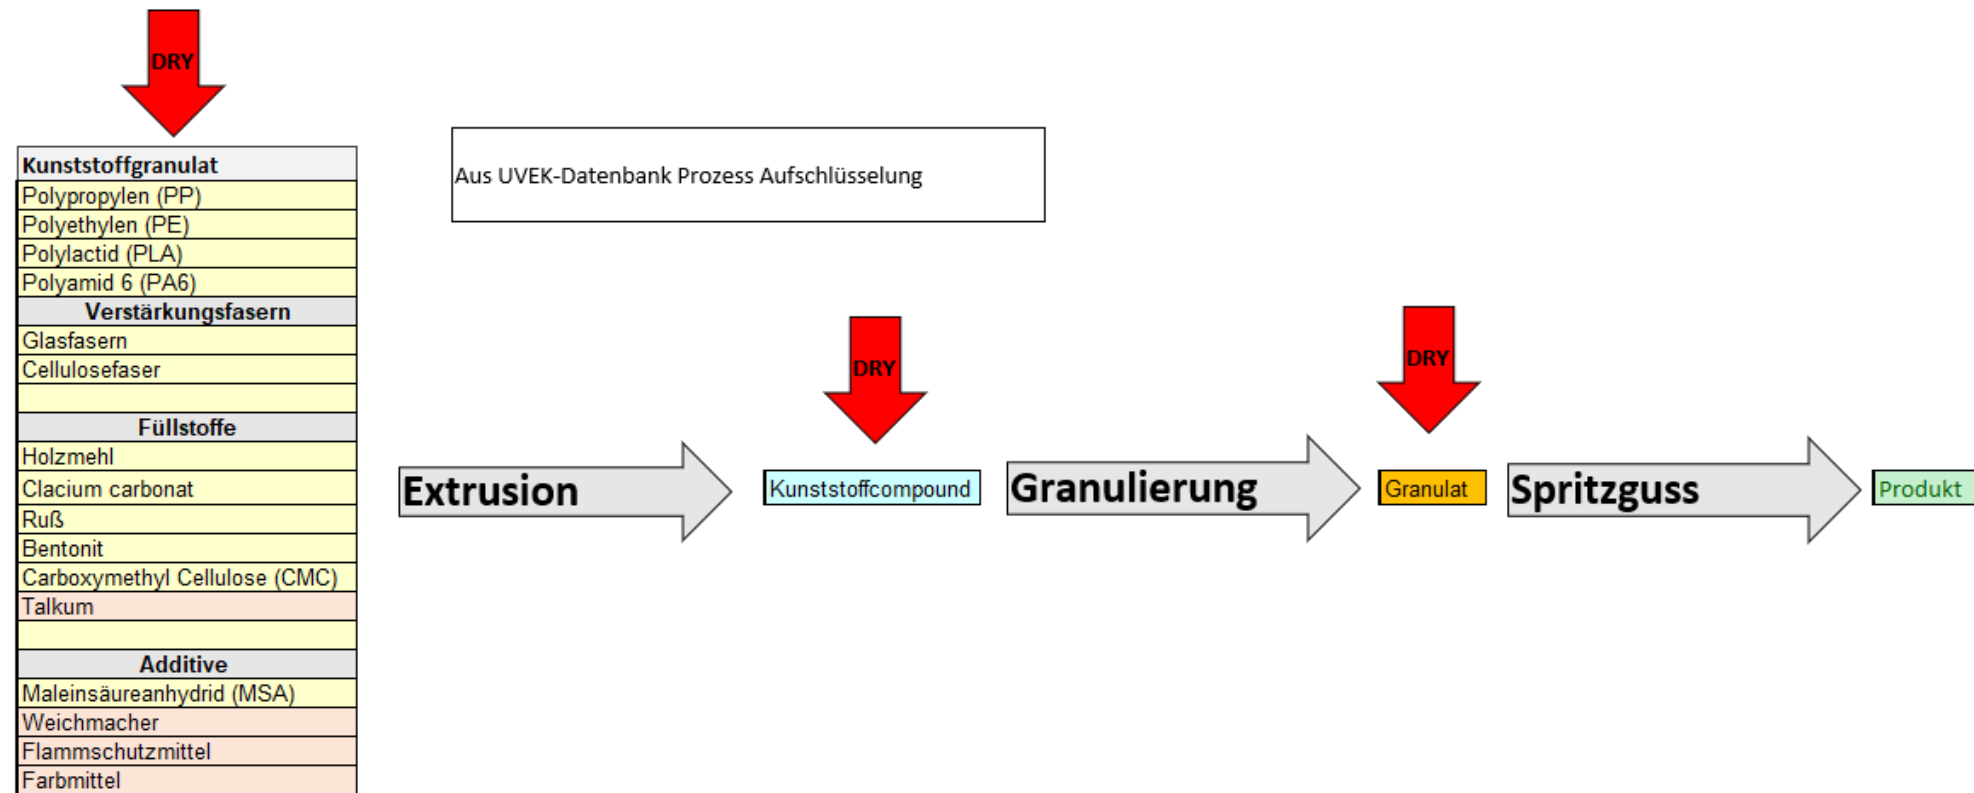 DRY
Kunststoffgranulat
Polypropylen (PP)
Polyethylen (PE)
Polylactid (PLA)
Polyamid 6 (PA6)
Verstärkungsfasern
Glasfasern
Cellulosefaser
Füllstoffe
Holzmehl
Clacium carbonat
Ruß
Bentonit
Carboxymethyl Cellulose (CMC)
Talkum
Additive
Maleinsäureanhydrid (MSA)
Weichmacher
Flammschutzmittel
Farbmittel
Aus UVEK-Datenbank Prozess Aufschlüsselung
Extrusion
DRY
Kunststoffcompound
Granulierung
DRY
Granulat
Spritzguss
Produkt